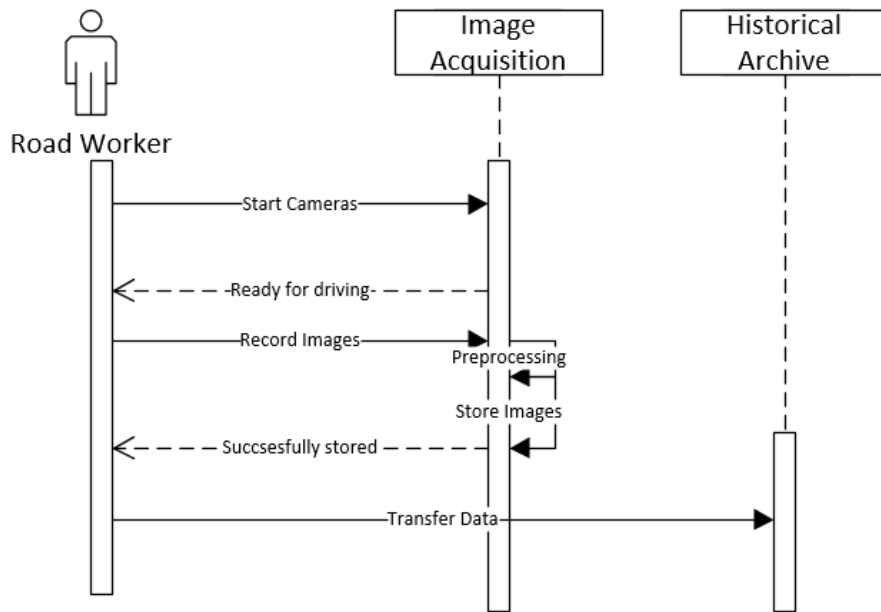 Image
Acquisition
Historical
Archive
Road Worker
Start Cameras
Ready for driving
Record Images
Preprocessing
Store Images
Succsesfully stored
Transfer Data